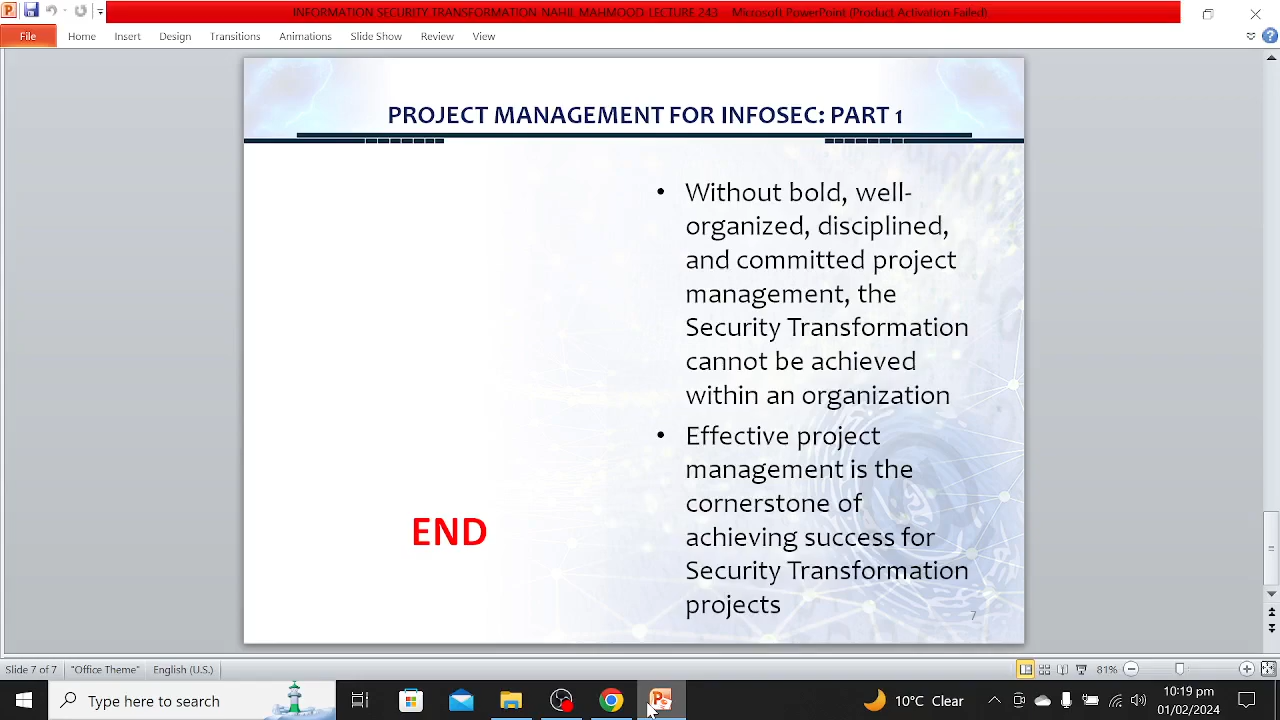 INFORMATION SECURITY TRANSFORMATION NAHIL MAHMOOD LECTURE 243 - Microsoft PowerPoint (Product Activation Failed)
File Home Insert Design Transitions Animations Slide Show Review View
PROJECT MANAGEMENT FOR INFOSEC: PART 1
• Without bold, well-
organized, disciplined,
and committed project
management, the
Security Transformation
cannot be achieved
within an organization
• Effective project
management is the
cornerstone of
achieving success for
Security Transformation
projects
END
7
Slide 7 of 7 "Office Theme" English (U.S.) 81%
Type here to search 10°C Clear 10:19 pm
01/02/2024